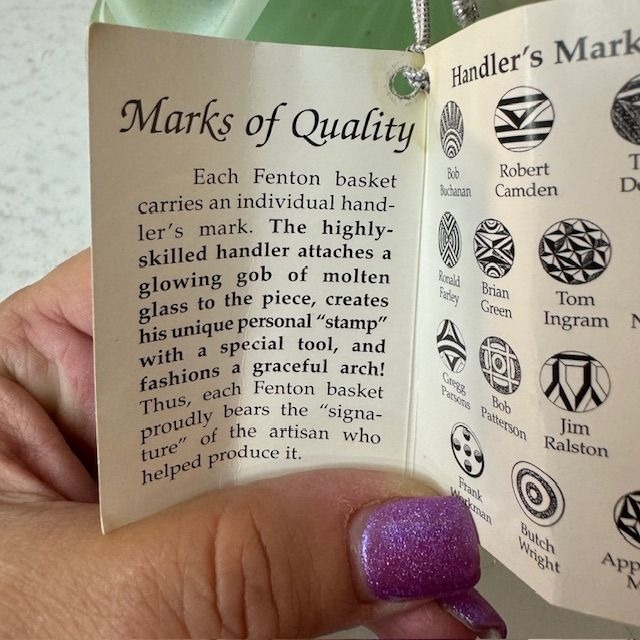 Marks of Quality
Each Fenton basket
carries an individual hand-
ler's mark. The highly-
skilled handler attaches a
glowing gob of molten
glass to the piece, creates
his unique personal "stamp"
with a special tool, and
fashions a graceful arch!
Thus, each Fenton basket
proudly bears the "signa-
ture" of the artisan who
helped produce it.
Handler's Mark
Bob
Buchanan
Robert
Camden
Ronald
Farley
Brian
Green
Tom
Ingram
Gregg
Parsons
Bob
Patterson
Jim
Ralston
Frank
Workman
Butch
Wright